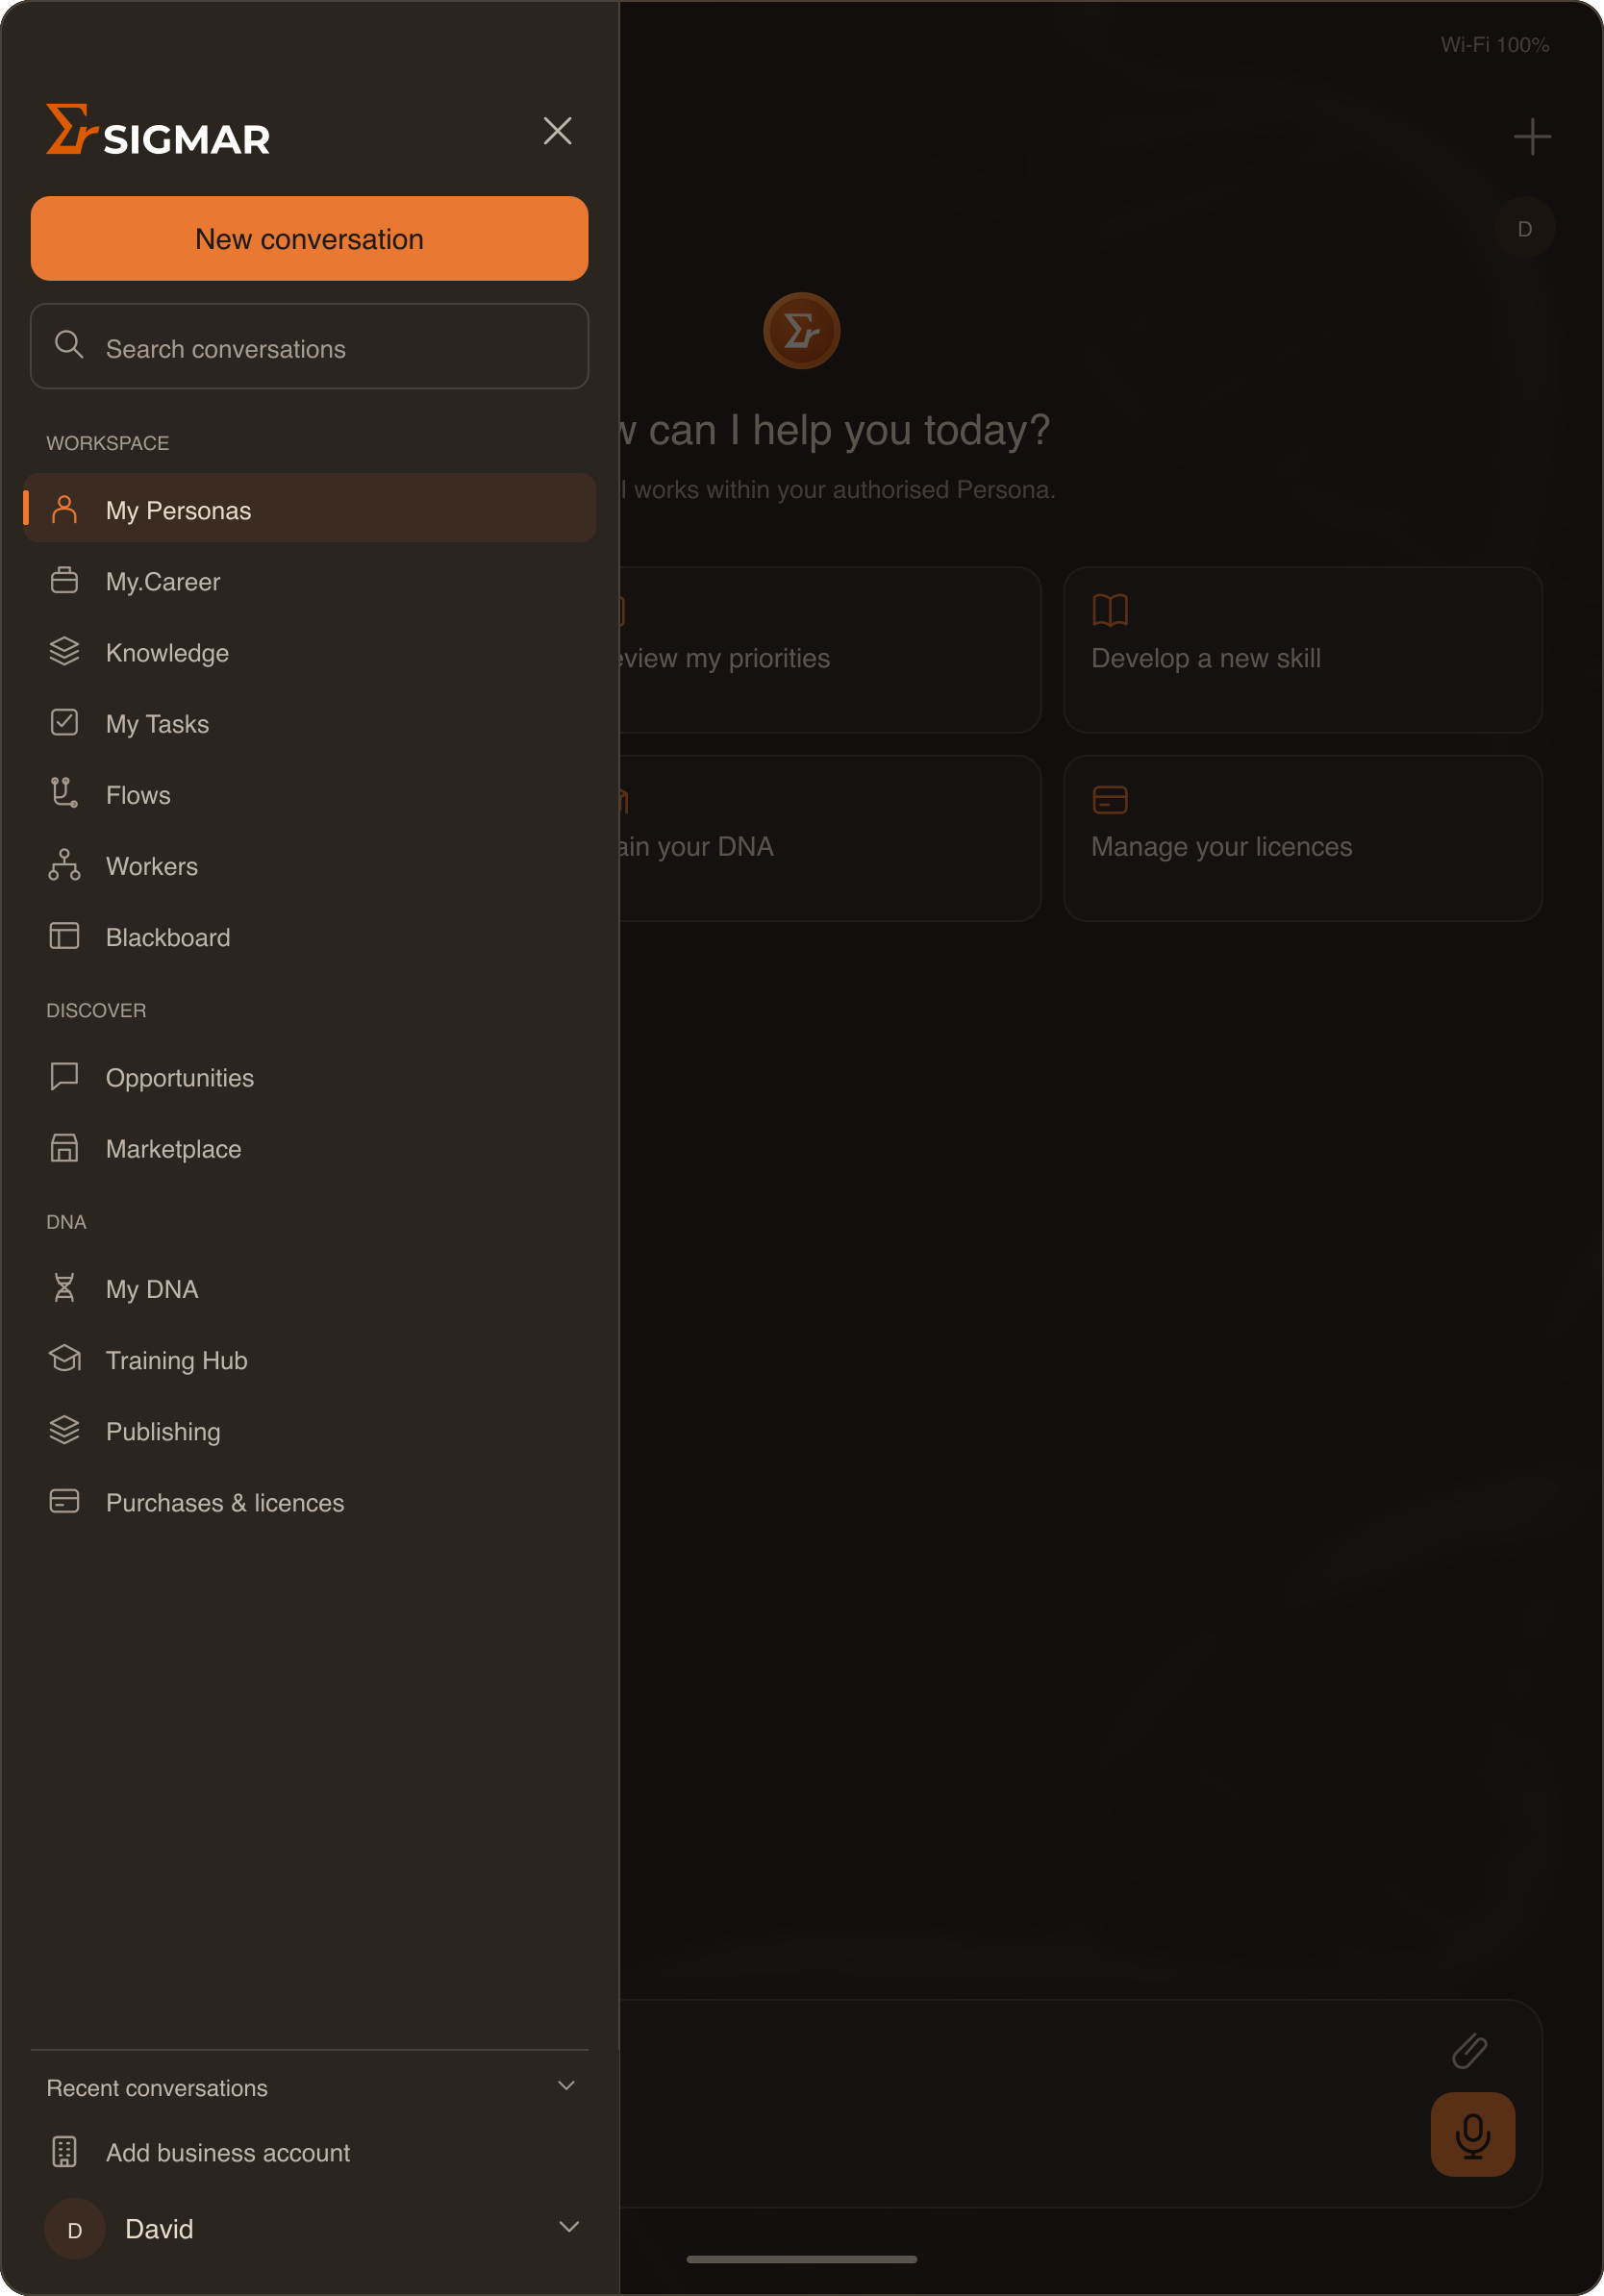 Wi-Fi 100%
SIGMAR
New conversation
Search conversations
WORKSPACE
My Personas
My.Career
Knowledge
My Tasks
Flows
Workers
Blackboard
DISCOVER
Opportunities
Marketplace
DNA
My DNA
Training Hub
Publishing
Purchases & licences
Recent conversations
Add business account
D
David
D
can I help you today?
works within your authorised Persona.
my priorities
Develop a new skill
your DNA
Manage your licences